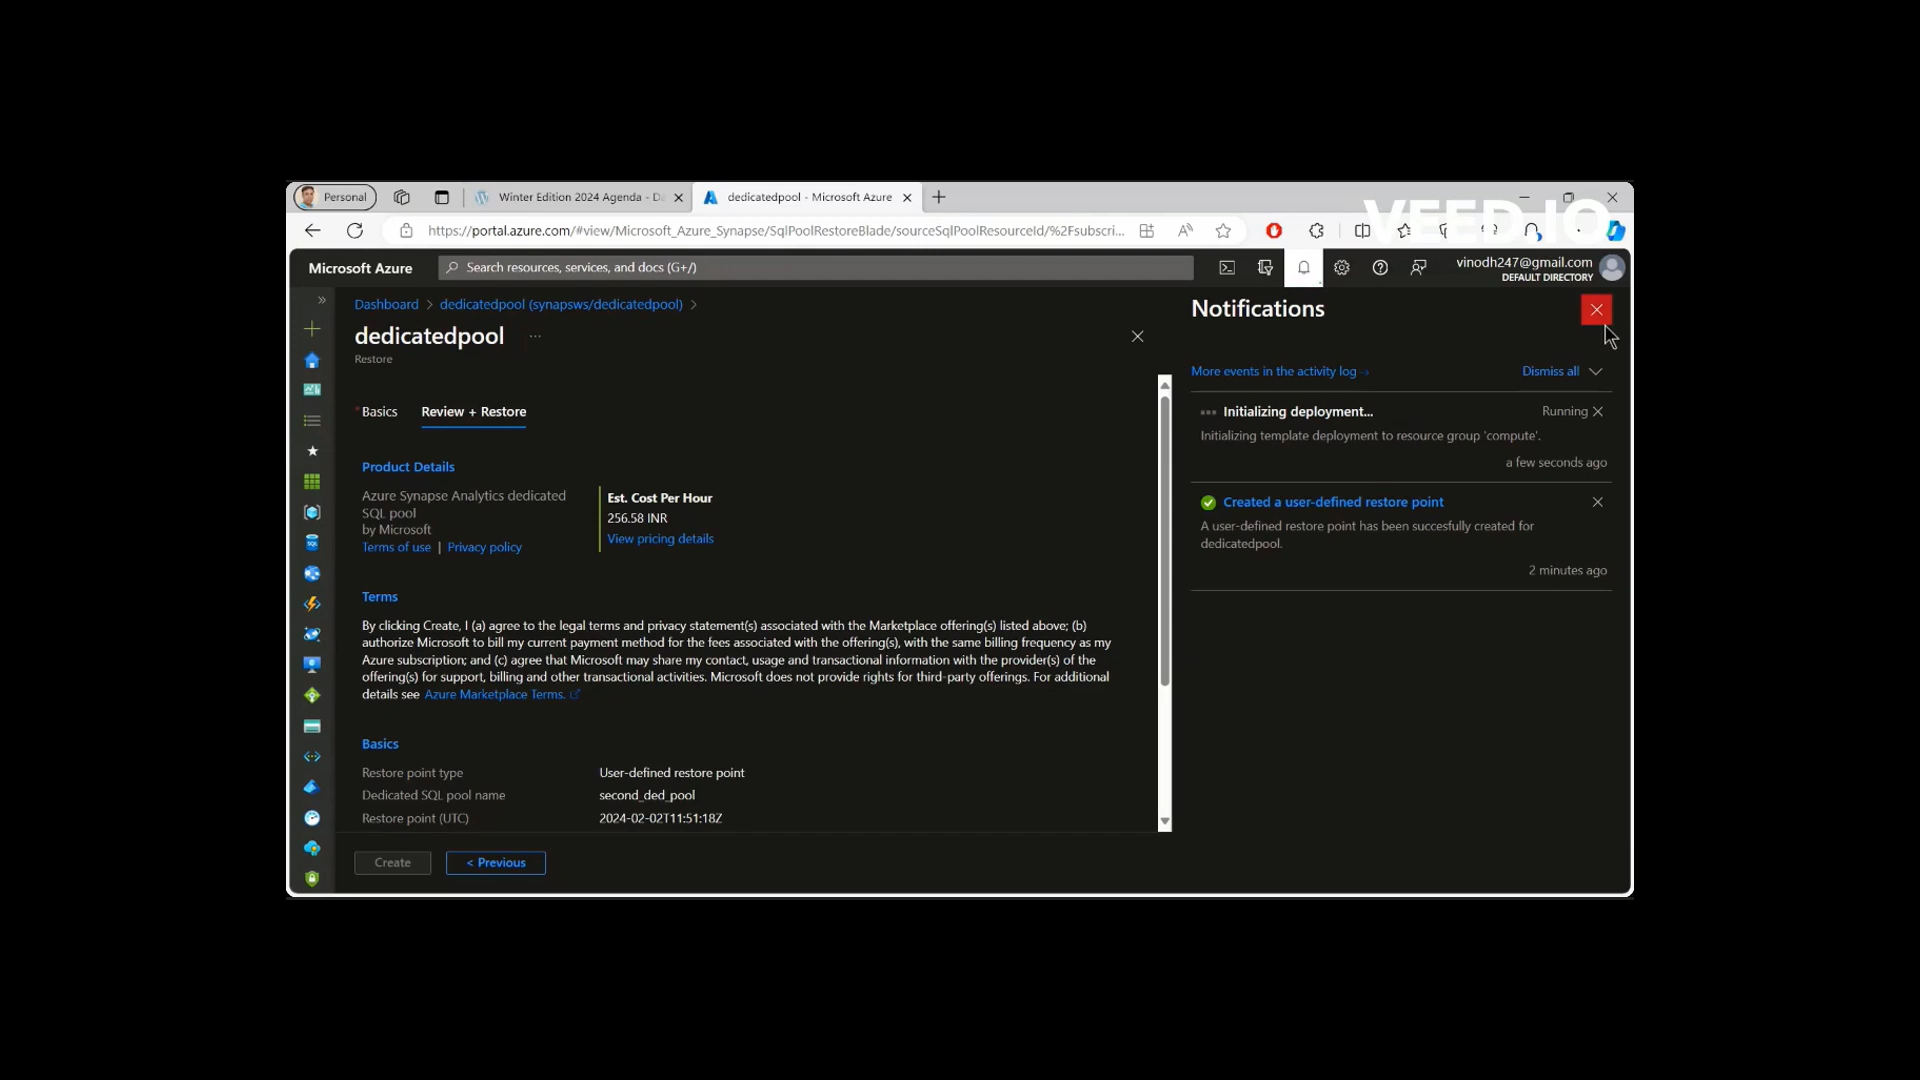 Personal
Winter Edition 2024 Agenda - Da
dedicatedpool - Microsoft Azure
VEED.IO
https://portal.azure.com/#view/Microsoft_Azure_Synapse/SqlPoolRestoreBlade/sourceSqlPoolResourceId/%2Fsubscri...
Microsoft Azure
Search resources, services, and docs (G+/)
vinodh247@gmail.com
DEFAULT DIRECTORY
Dashboard > dedicatedpool (synapsws/dedicatedpool) >
dedicatedpool ...
Restore
* Basics
Review + Restore
Product Details
Azure Synapse Analytics dedicated
SQL pool
by Microsoft
Terms of use | Privacy policy
Est. Cost Per Hour
256.58 INR
View pricing details
Terms
By clicking Create, I (a) agree to the legal terms and privacy statement(s) associated with the Marketplace offering(s) listed above; (b)
authorize Microsoft to bill my current payment method for the fees associated with the offering(s), with the same billing frequency as my
Azure subscription; and (c) agree that Microsoft may share my contact, usage and transactional information with the provider(s) of the
offering(s) for support, billing and other transactional activities. Microsoft does not provide rights for third-party offerings. For additional
details see Azure Marketplace Terms.
Basics
Restore point type User-defined restore point
Dedicated SQL pool name second_ded_pool
Restore point (UTC) 2024-02-02T11:51:18Z
Create
< Previous
Notifications
More events in the activity log →
Dismiss all
Initializing deployment...
Running
Initializing template deployment to resource group 'compute'.
a few seconds ago
Created a user-defined restore point
A user-defined restore point has been succesfully created for
dedicatedpool.
2 minutes ago